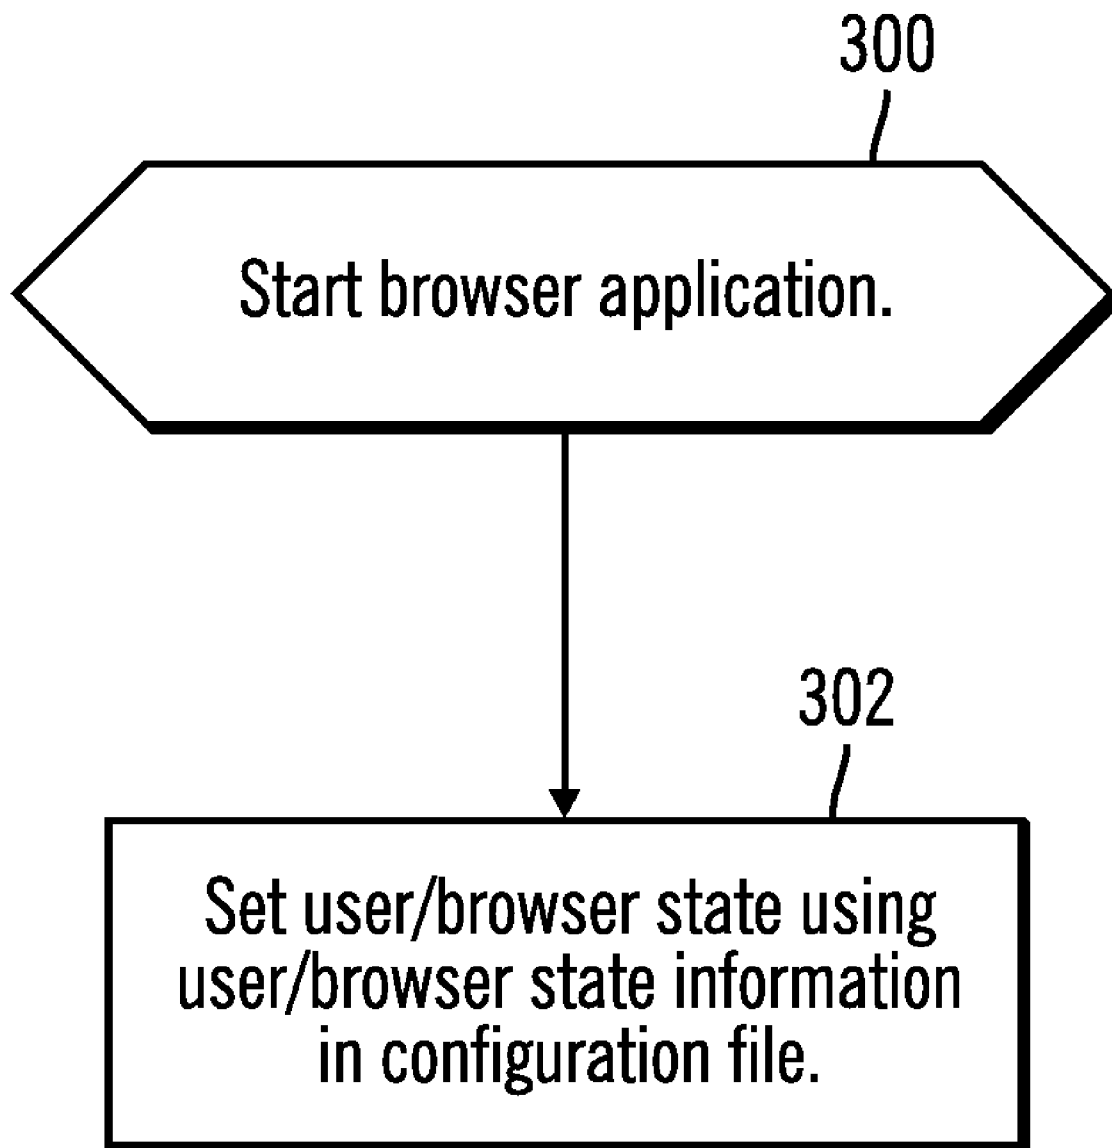 300
Start browser application.
302
Set user/browser state using
user/browser state information
in configuration file.